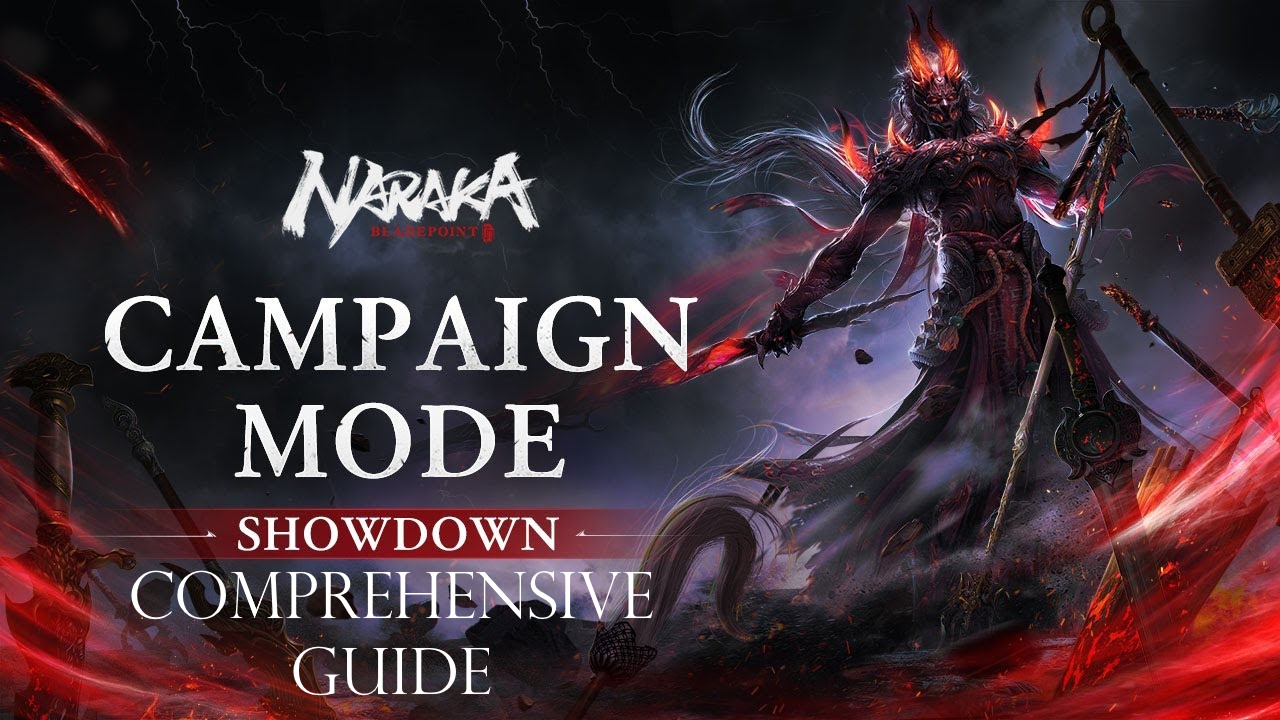 NARAKA
BLADEPOINT
CAMPAIGN
MODE
SHOWDOWN
COMPREHENSIVE
GUIDE